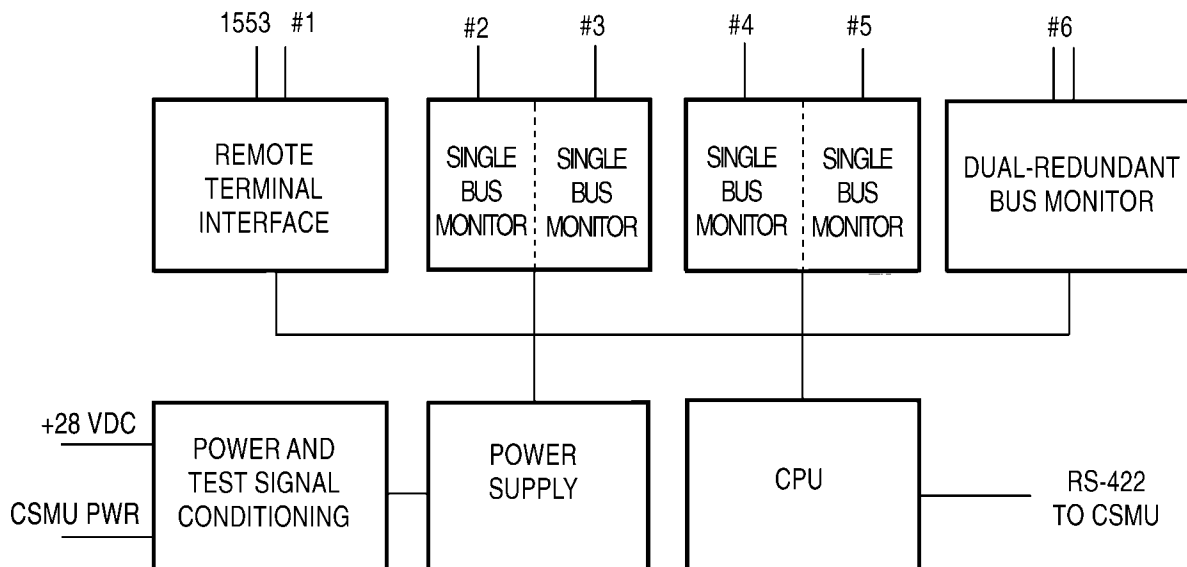 1553 #1 #2 #3 #4 #5 #6
REMOTE
TERMINAL
INTERFACE
SINGLE
BUS
MONITOR
SINGLE
BUS
MONITOR
SINGLE
BUS
MONITOR
SINGLE
BUS
MONITOR
DUAL-REDUNDANT
BUS MONITOR
+28 VDC
CSMU PWR
POWER AND
TEST SIGNAL
CONDITIONING
POWER
SUPPLY
CPU
RS-422
TO CSMU